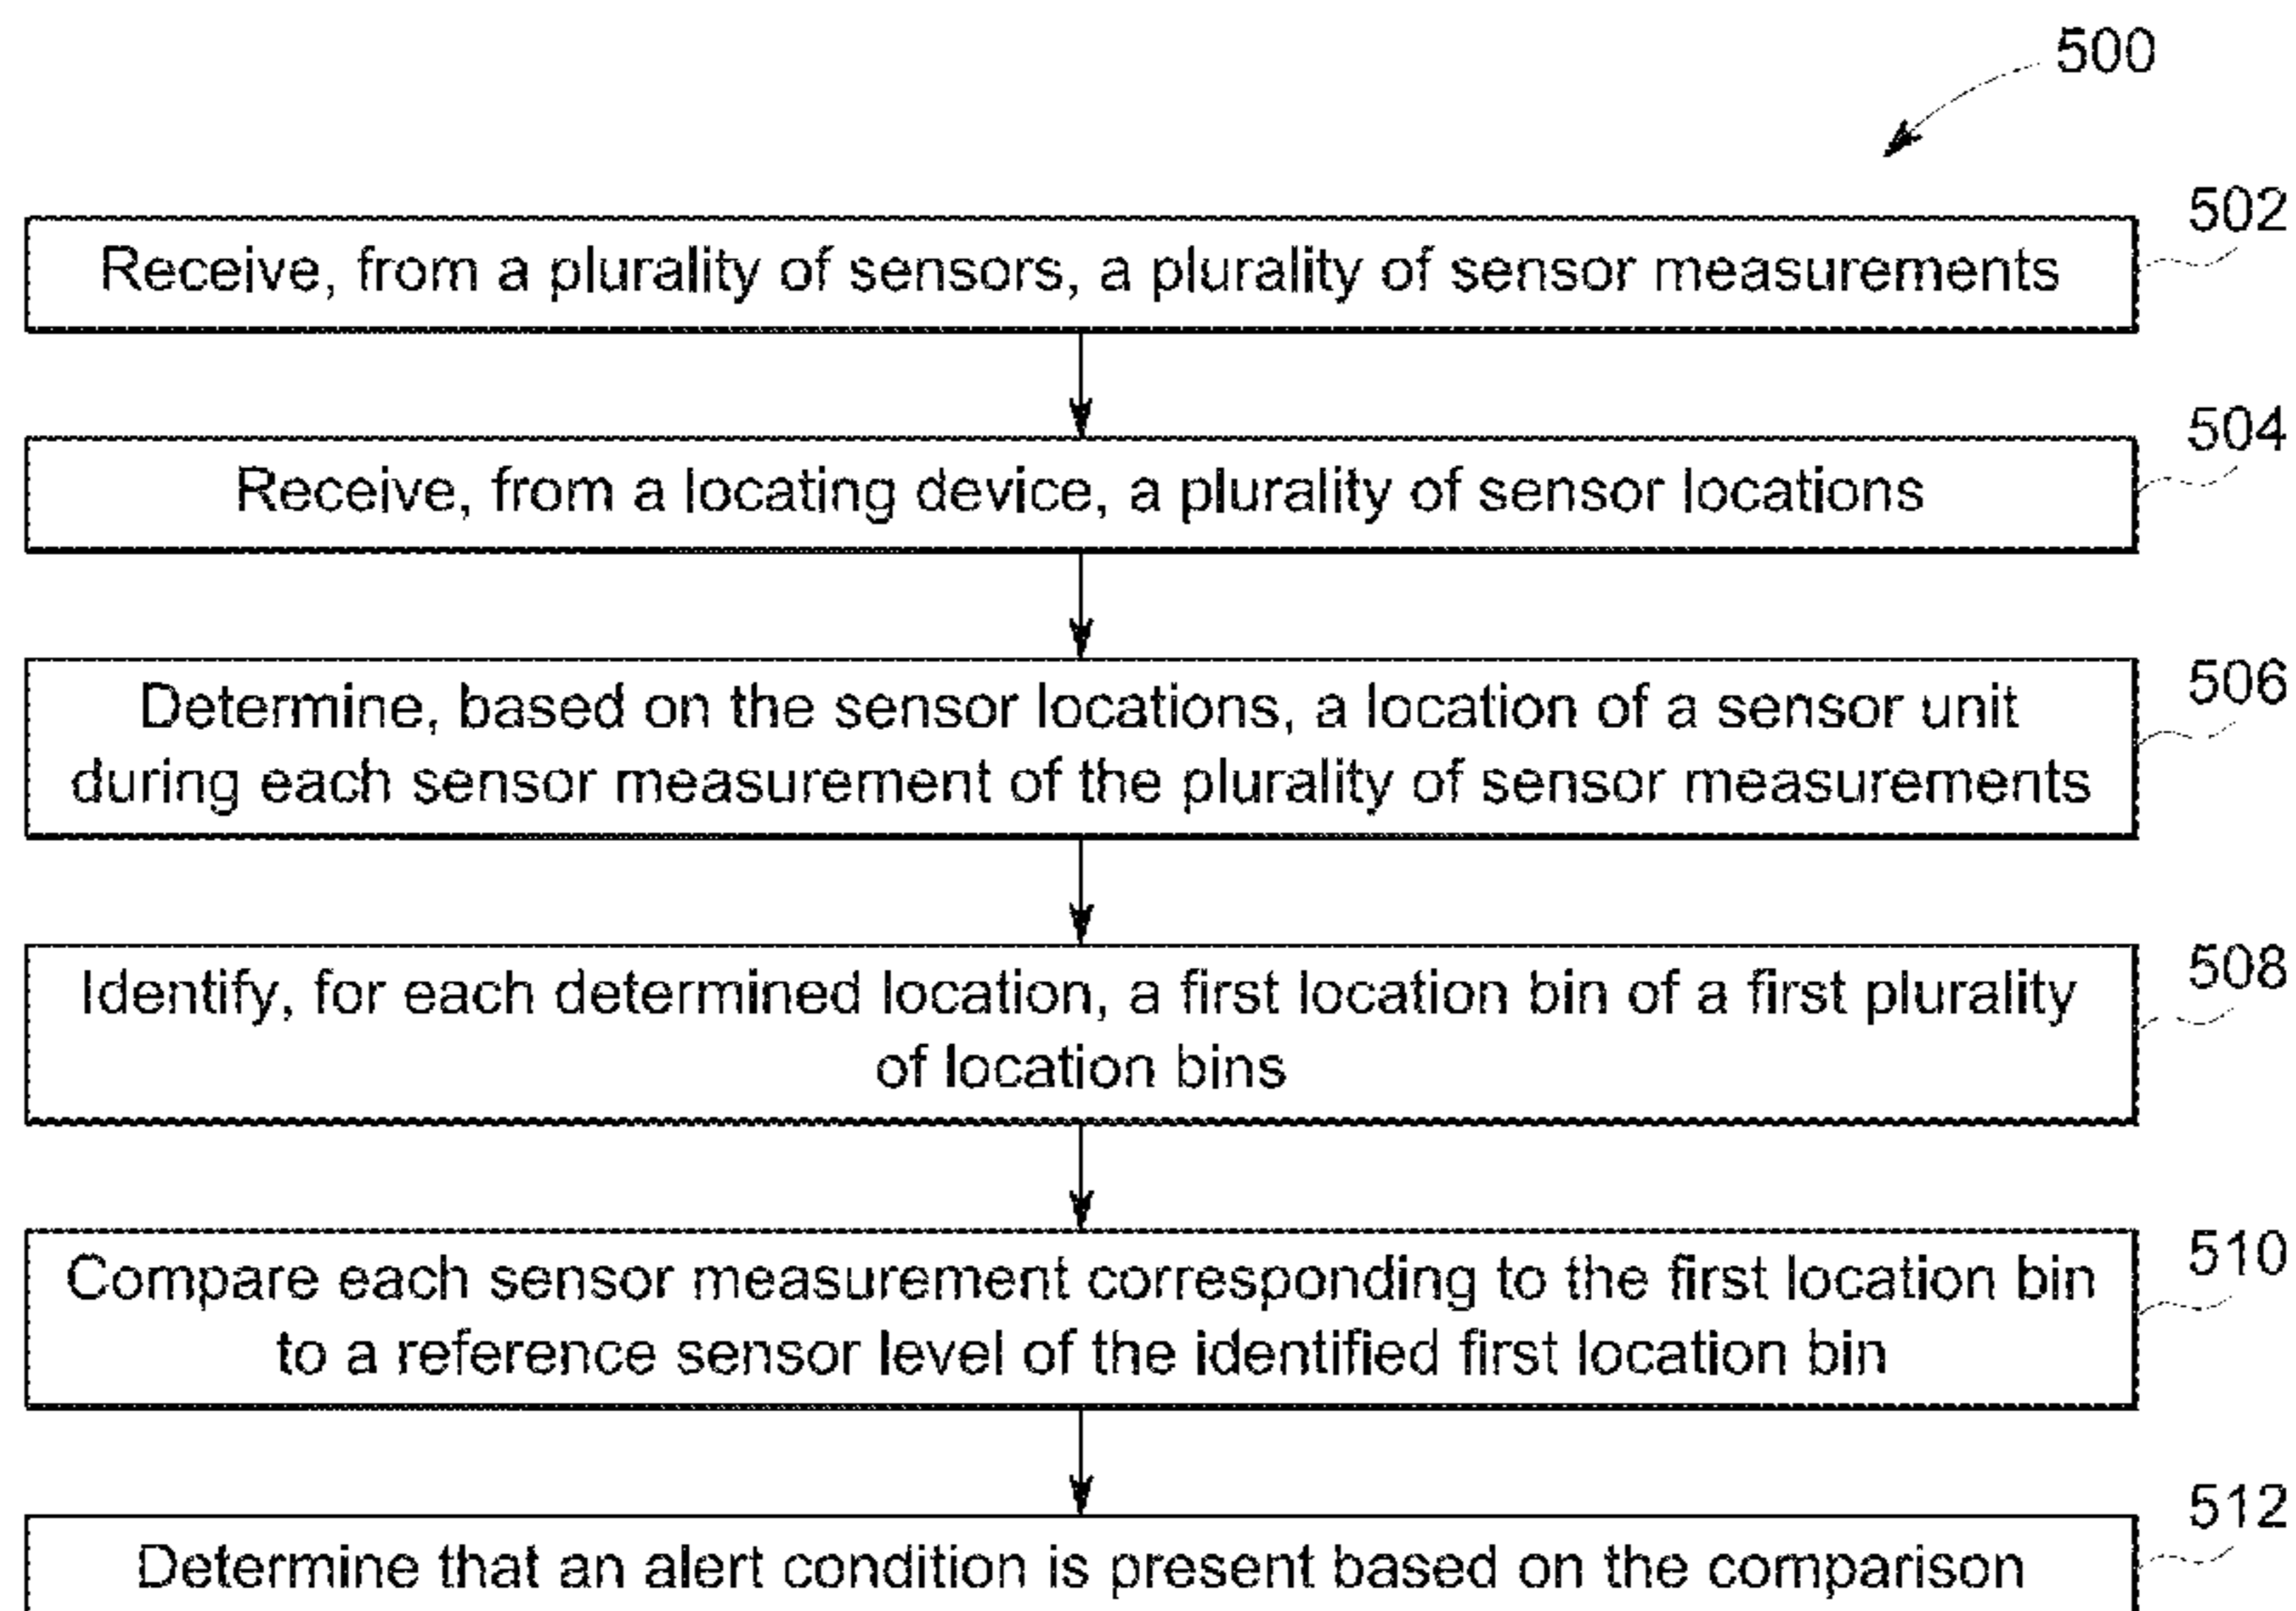 500
502
Receive, from a plurality of sensors, a plurality of sensor measurements
504
Receive, from a locating device, a plurality of sensor locations
506
Determine, based on the sensor locations, a location of a sensor unit
during each sensor measurement of the plurality of sensor measurements
508
Identify, for each determined location, a first location bin of a first plurality
of location bins
510
Compare each sensor measurement corresponding to the first location bin
to a reference sensor level of the identified first location bin
512
Determine that an alert condition is present based on the comparison